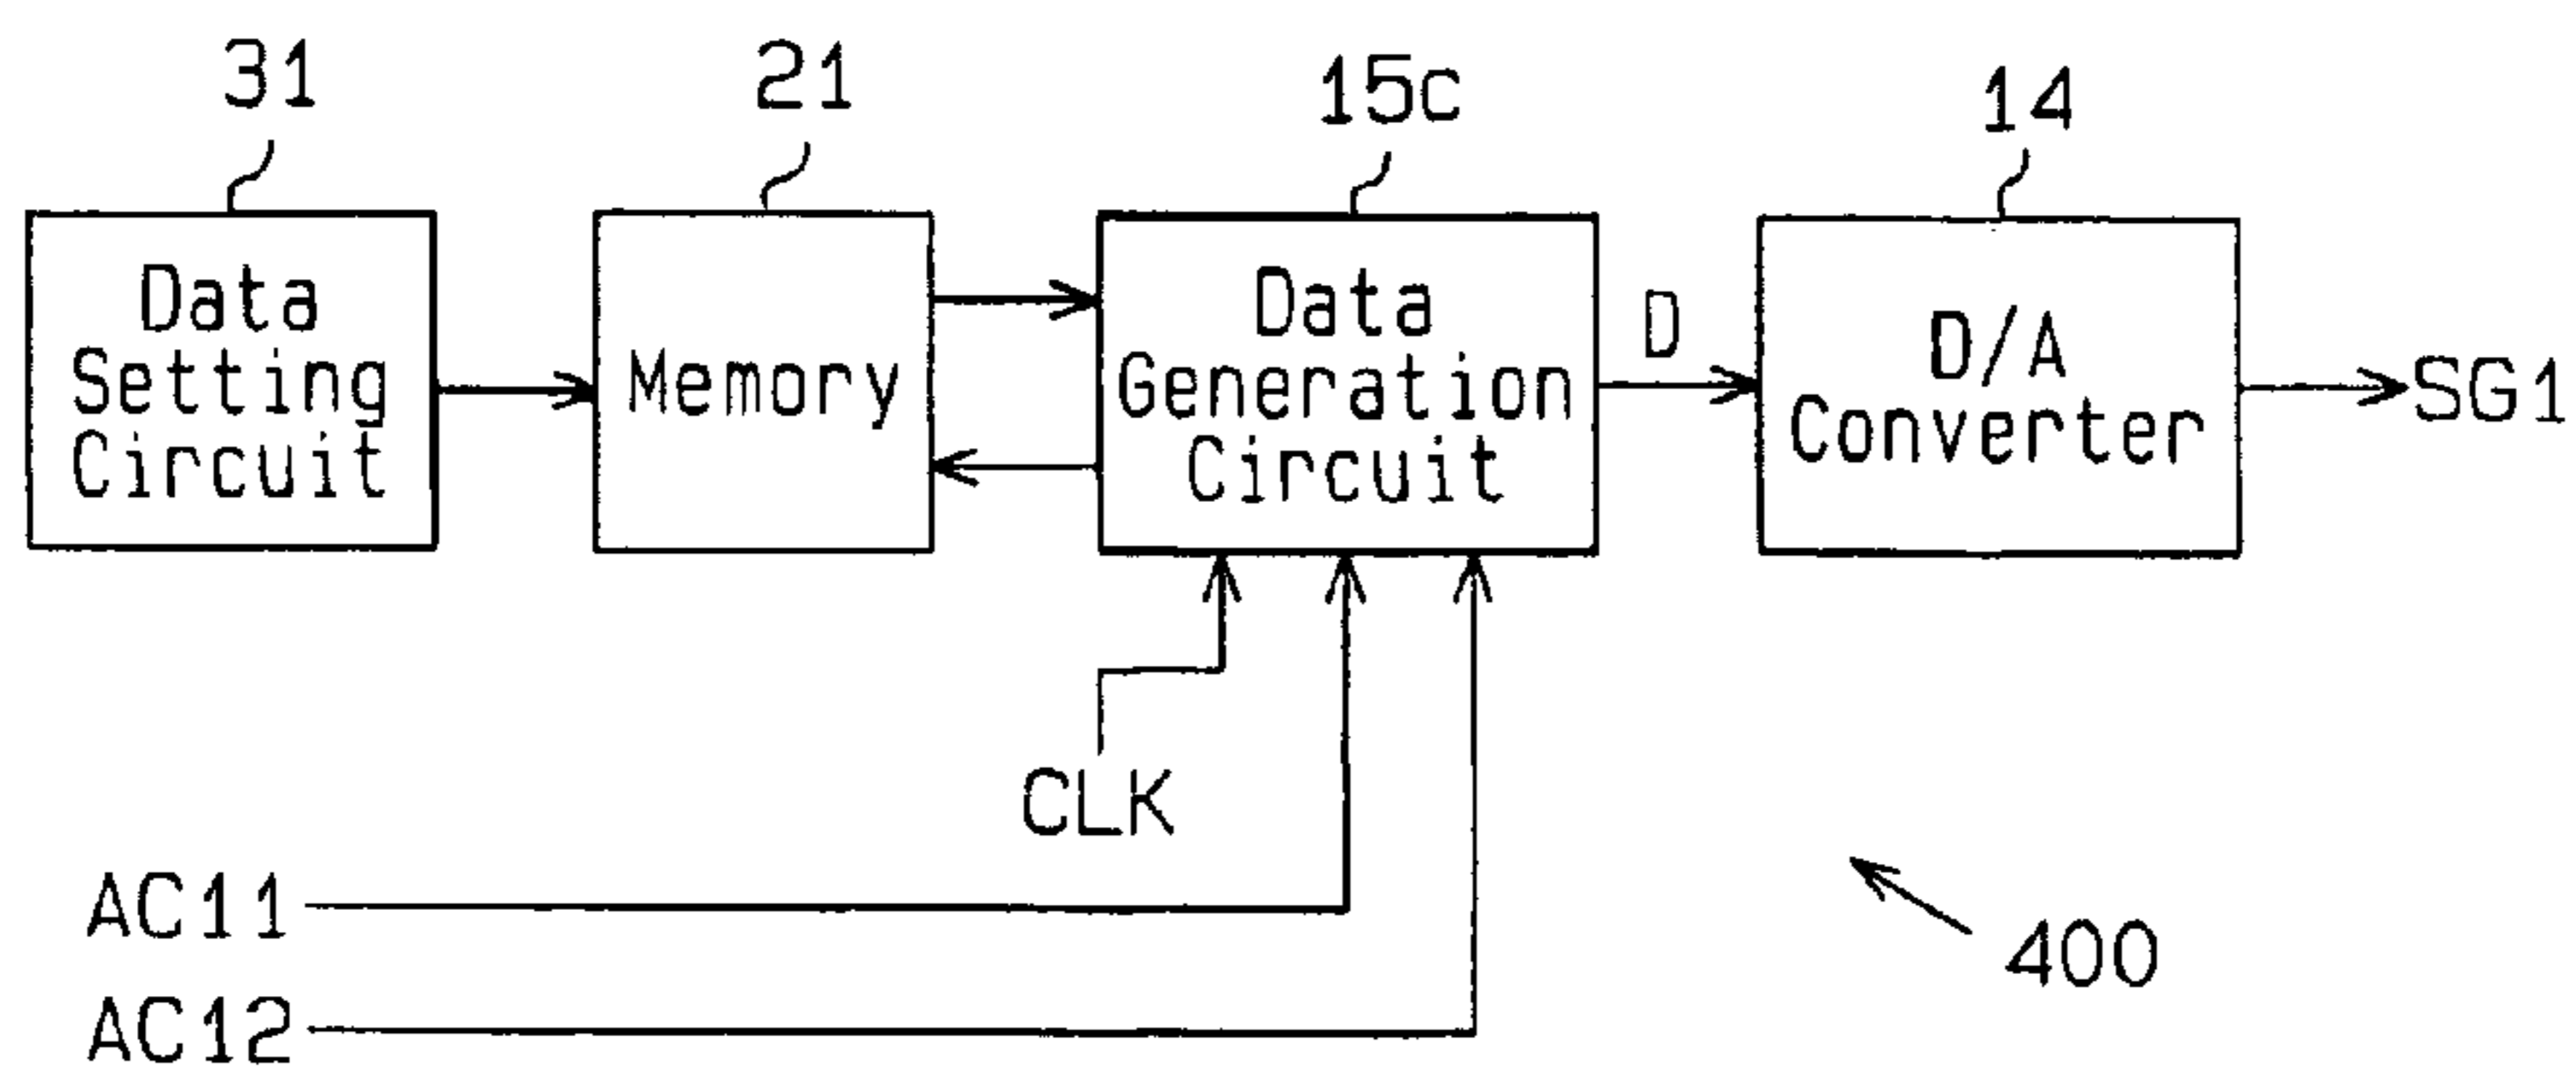 31
21
15c
14
Data
Setting
Circuit
Memory
Data
Generation
Circuit
D
D/A
Converter
SG1
CLK
AC11
AC12
400